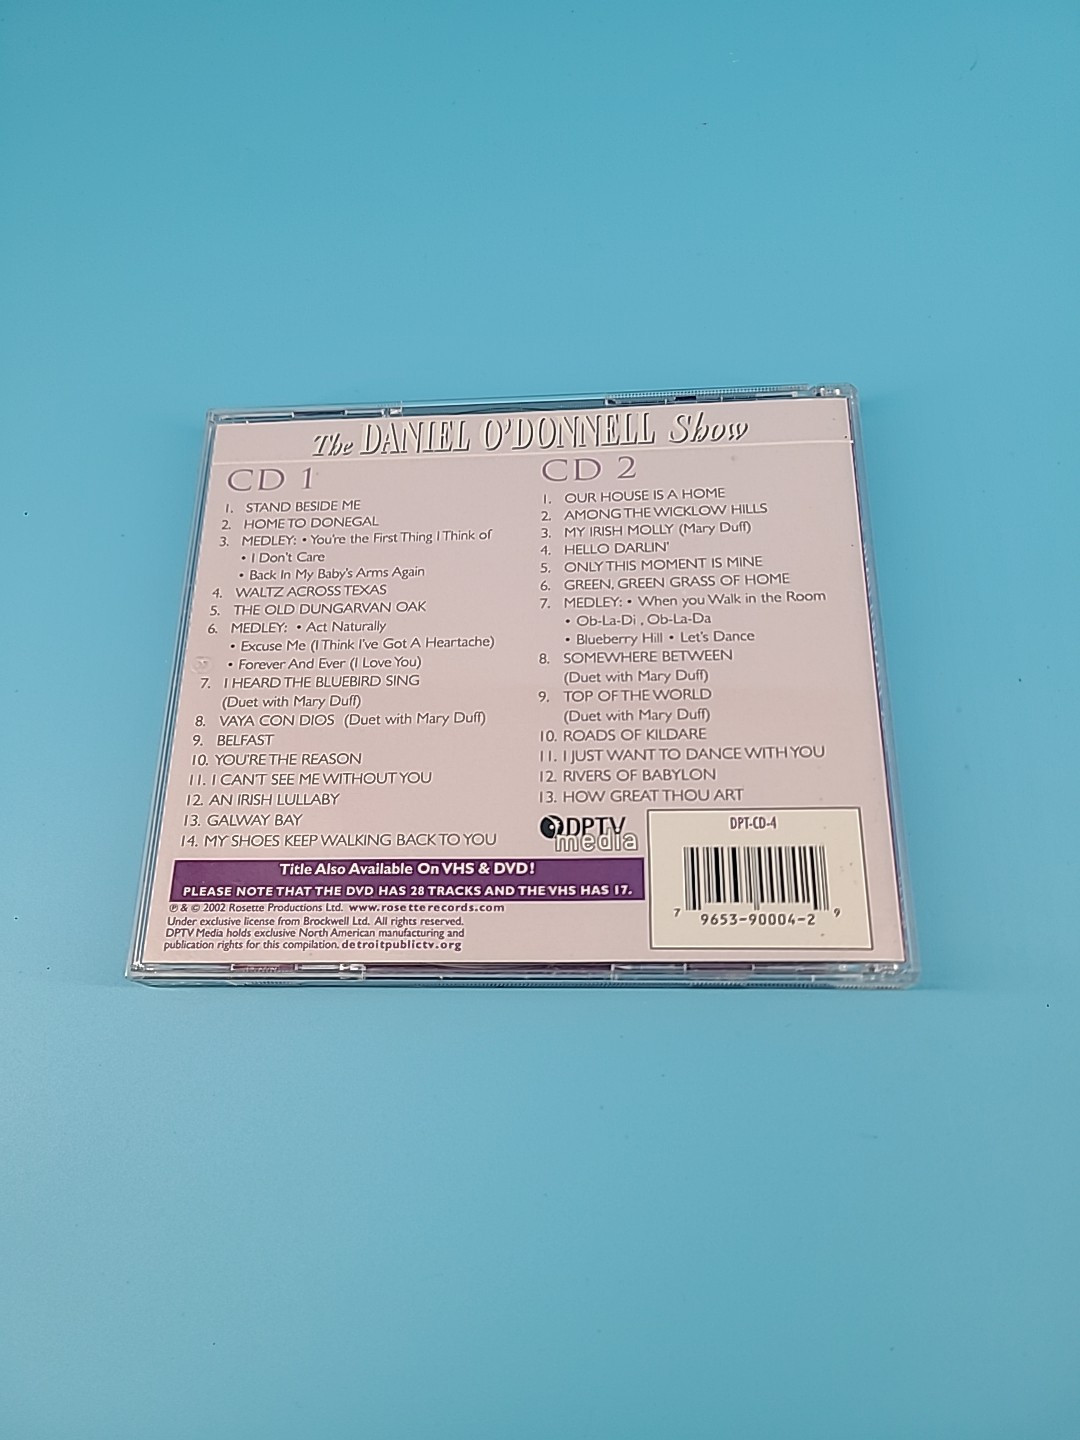 The DANIEL O'DONNELL Show
CD 1
1. STAND BESIDE ME
2. HOME TO DONEGAL
3. MEDLEY: • You're the First Thing I Think of
• I Don't Care
• Back In My Baby's Arms Again
4. WALTZ ACROSS TEXAS
5. THE OLD DUNGARVAN OAK
6. MEDLEY: • Act Naturally
• Excuse Me (I Think I've Got A Heartache)
• Forever And Ever (I Love You)
7. I HEARD THE BLUEBIRD SING
(Duet with Mary Duff)
8. VAYA CON DIOS (Duet with Mary Duff)
9. BELFAST
10. YOU'RE THE REASON
11. I CAN'T SEE ME WITHOUT YOU
12. AN IRISH LULLABY
13. GALWAY BAY
14. MY SHOES KEEP WALKING BACK TO YOU
CD 2
1. OUR HOUSE IS A HOME
2. AMONG THE WICKLOW HILLS
3. MY IRISH MOLLY (Mary Duff)
4. HELLO DARLIN'
5. ONLY THIS MOMENT IS MINE
6. GREEN, GREEN GRASS OF HOME
7. MEDLEY: • When you Walk in the Room
• Ob-La-Di , Ob-La-Da
• Blueberry Hill • Let's Dance
8. SOMEWHERE BETWEEN
(Duet with Mary Duff)
9. TOP OF THE WORLD
(Duet with Mary Duff)
10. ROADS OF KILDARE
11. I JUST WANT TO DANCE WITH YOU
12. RIVERS OF BABYLON
13. HOW GREAT THOU ART
DPTV
media
DPT-CD-4
7 9653-90004-2 9
Title Also Available On VHS & DVD!
PLEASE NOTE THAT THE DVD HAS 28 TRACKS AND THE VHS HAS 17.
℗ & © 2002 Rosette Productions Ltd. www.rosetterecords.com
Under exclusive license from Brockwell Ltd. All rights reserved.
DPTV Media holds exclusive North American manufacturing and
publication rights for this compilation. detroitpublictv.org